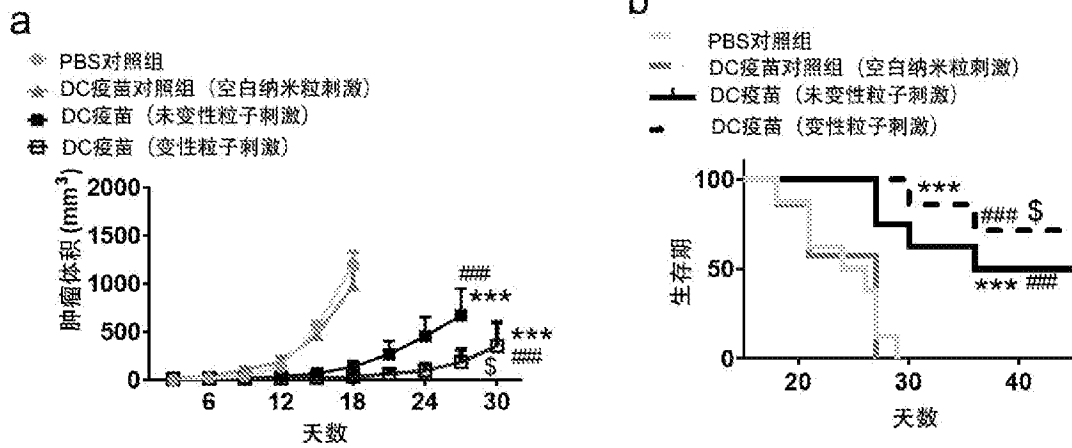 a
PBS对照组
DC疫苗对照组（空白纳米粒刺激）
DC疫苗（未变性粒子刺激）
DC疫苗（变性粒子刺激）
肿瘤体积 (mm³)
2000
1500
1000
500
0
###
***
***
###
$
6 12 18 24 30
天数
b
PBS对照组
DC疫苗对照组（空白纳米粒刺激）
DC疫苗（未变性粒子刺激）
DC疫苗（变性粒子刺激）
生存期
100
50
0
***
### $
*** ###
20 30 40
天数